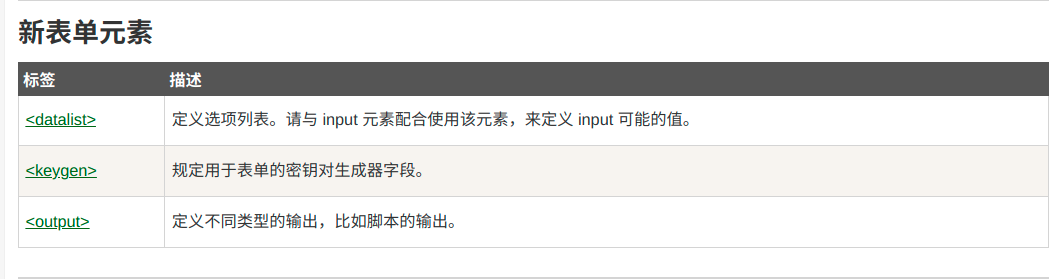 新表单元素
标签 描述
<datalist> 定义选项列表。请与 input 元素配合使用该元素，来定义 input 可能的值。
<keygen> 规定用于表单的密钥对生成器字段。
<output> 定义不同类型的输出，比如脚本的输出。